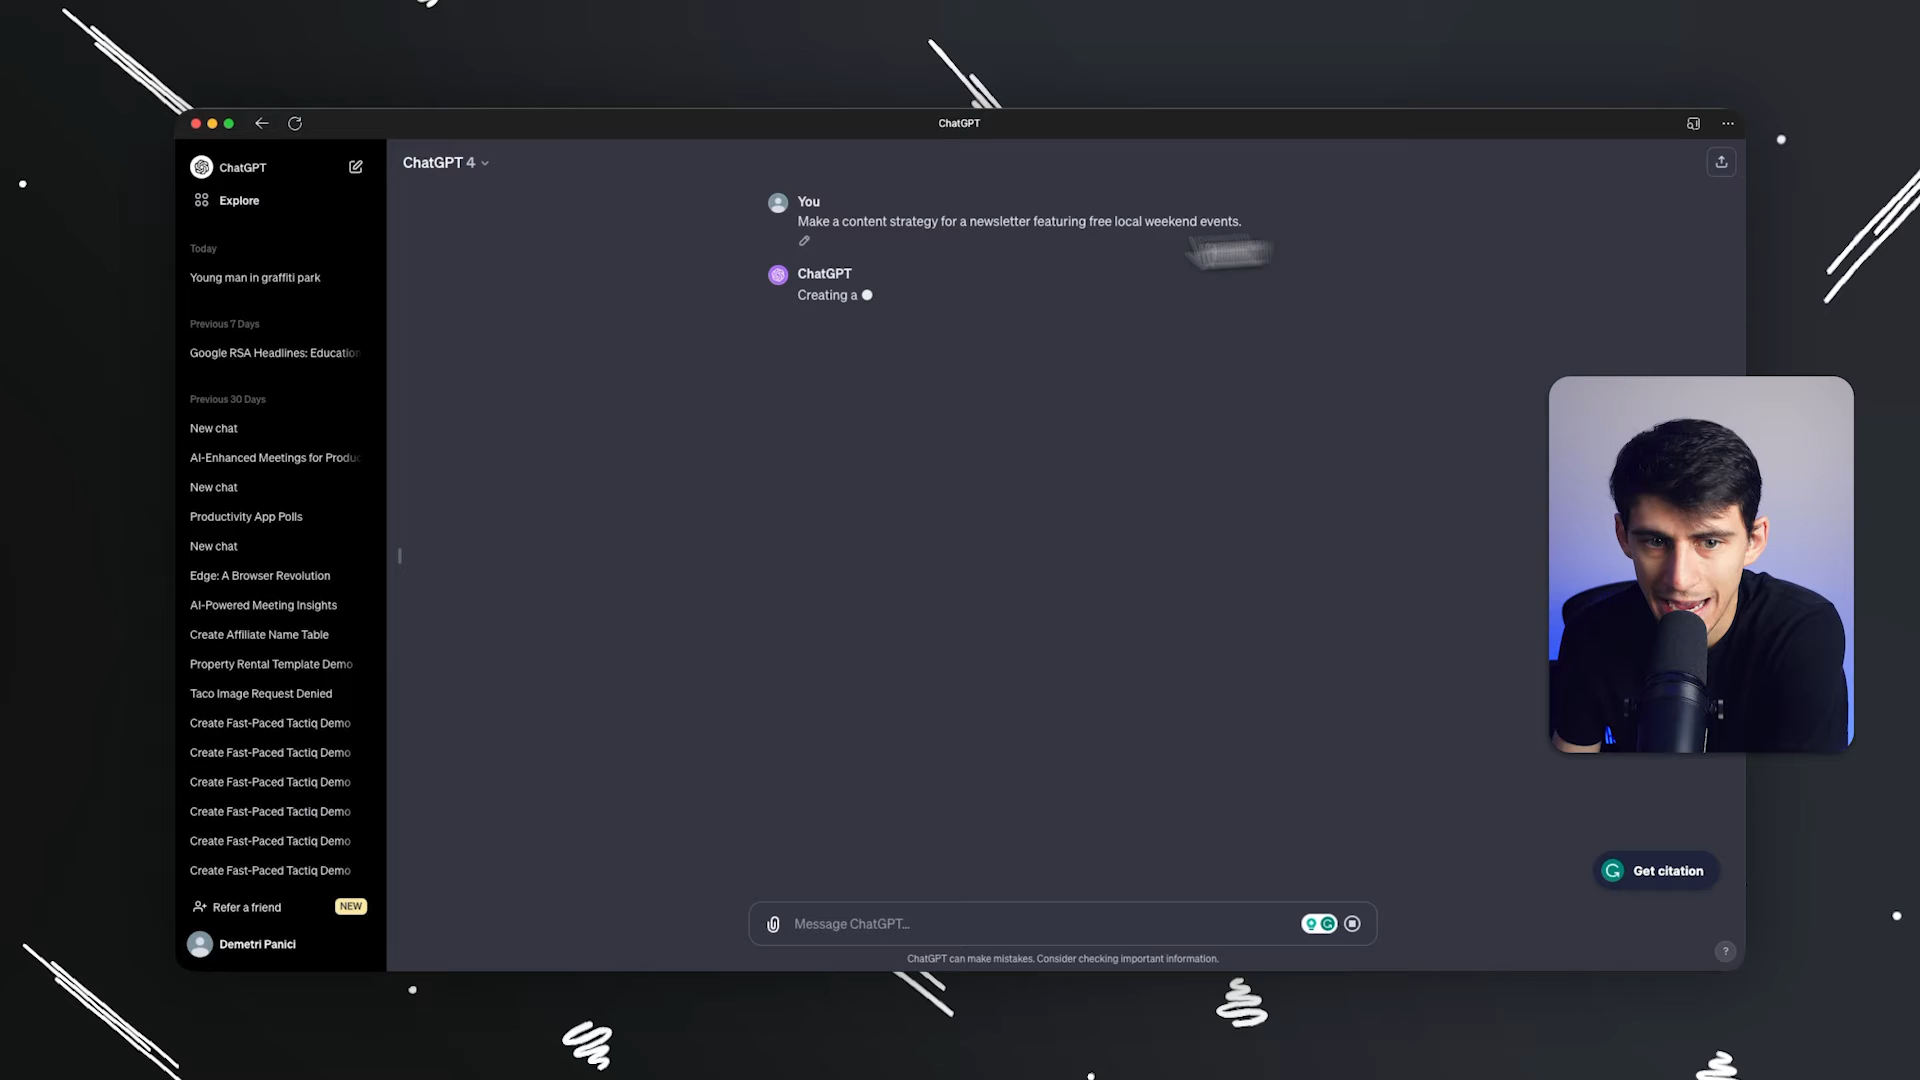 ChatGPT
ChatGPT
Explore
Today
Young man in graffiti park
Previous 7 Days
Google RSA Headlines: Education
Previous 30 Days
New chat
AI-Enhanced Meetings for Produc
New chat
Productivity App Polls
New chat
Edge: A Browser Revolution
AI-Powered Meeting Insights
Create Affiliate Name Table
Property Rental Template Demo
Taco Image Request Denied
Create Fast-Paced Tactiq Demo
Create Fast-Paced Tactiq Demo
Create Fast-Paced Tactiq Demo
Create Fast-Paced Tactiq Demo
Create Fast-Paced Tactiq Demo
Create Fast-Paced Tactiq Demo
Refer a friend NEW
Demetri Panici
ChatGPT 4
You
Make a content strategy for a newsletter featuring free local weekend events.
ChatGPT
Creating a
Get citation
Message ChatGPT...
ChatGPT can make mistakes. Consider checking important information.
?